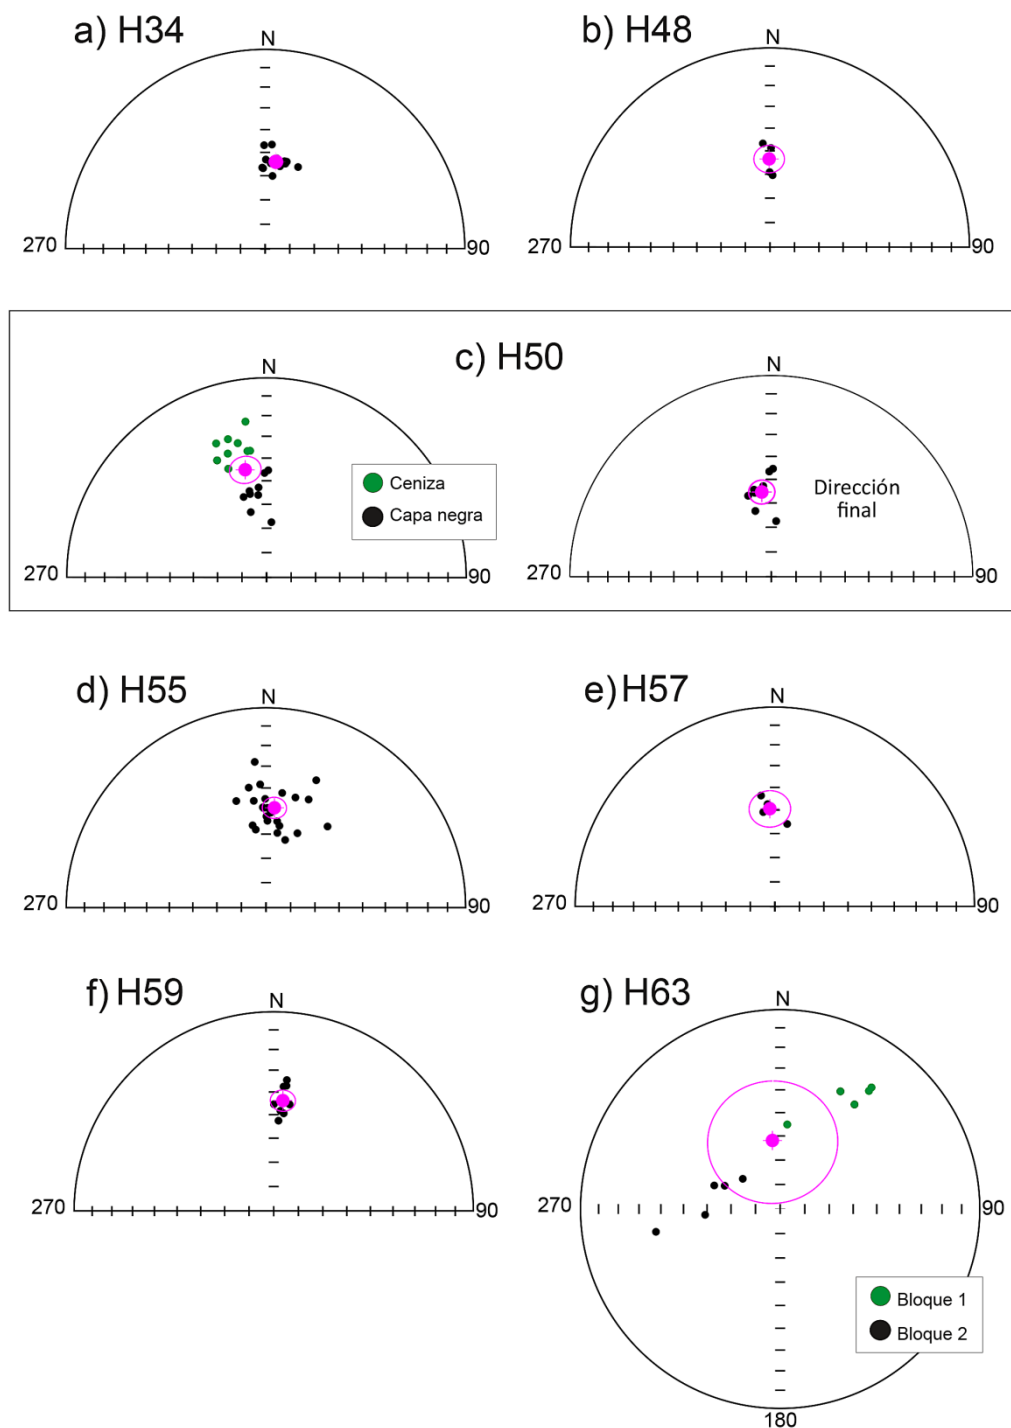 a) H34
N
270
90
b) H48
N
270
90
c) H50
N
270
90
Ceniza
Capa negra
N
270
90
Dirección
final
d) H55
N
270
90
e) H57
N
270
90
f) H59
N
270
90
g) H63
N
270
90
180
Bloque 1
Bloque 2